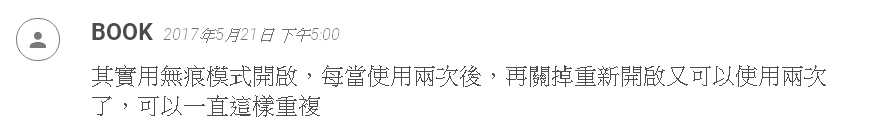 BOOK 2017年5月21日 下午5:00
其實用無痕模式開啟，每當使用兩次後，再關掉重新開啟又可以使用兩次
了，可以一直這樣重複